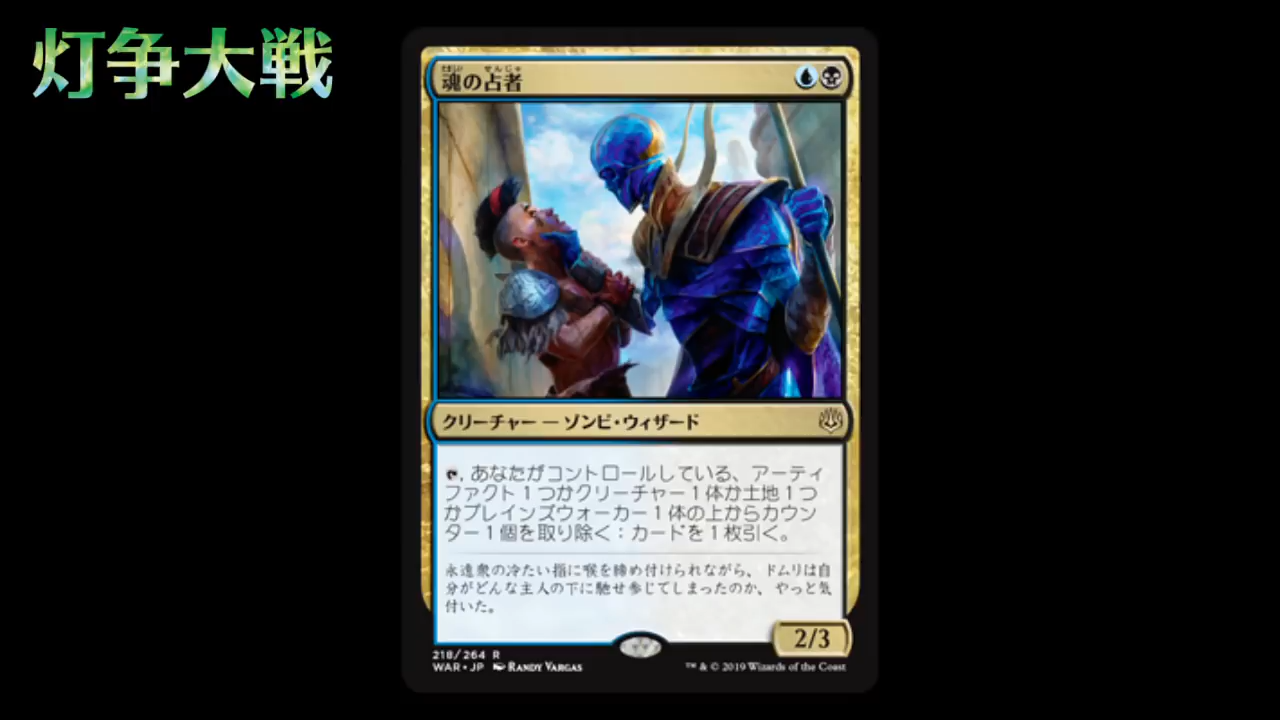 灯争大戦
たましい せんじゃ
魂の占者
クリーチャー — ゾンビ・ウィザード
, あなたがコントロールしている、アーティ
ファクト１つかクリーチャー１体か土地１つ
かプレインズウォーカー１体の上からカウン
ター１個を取り除く：カードを１枚引く。
永遠衆の冷たい指に喉を締め付けられながら、ドムリは自
分がどんな主人の下に馳せ参じてしまったのか、やっと気
付いた。
2/3
218/264 R
WAR • JP RANDY VARGAS
™ & © 2019 Wizards of the Coast